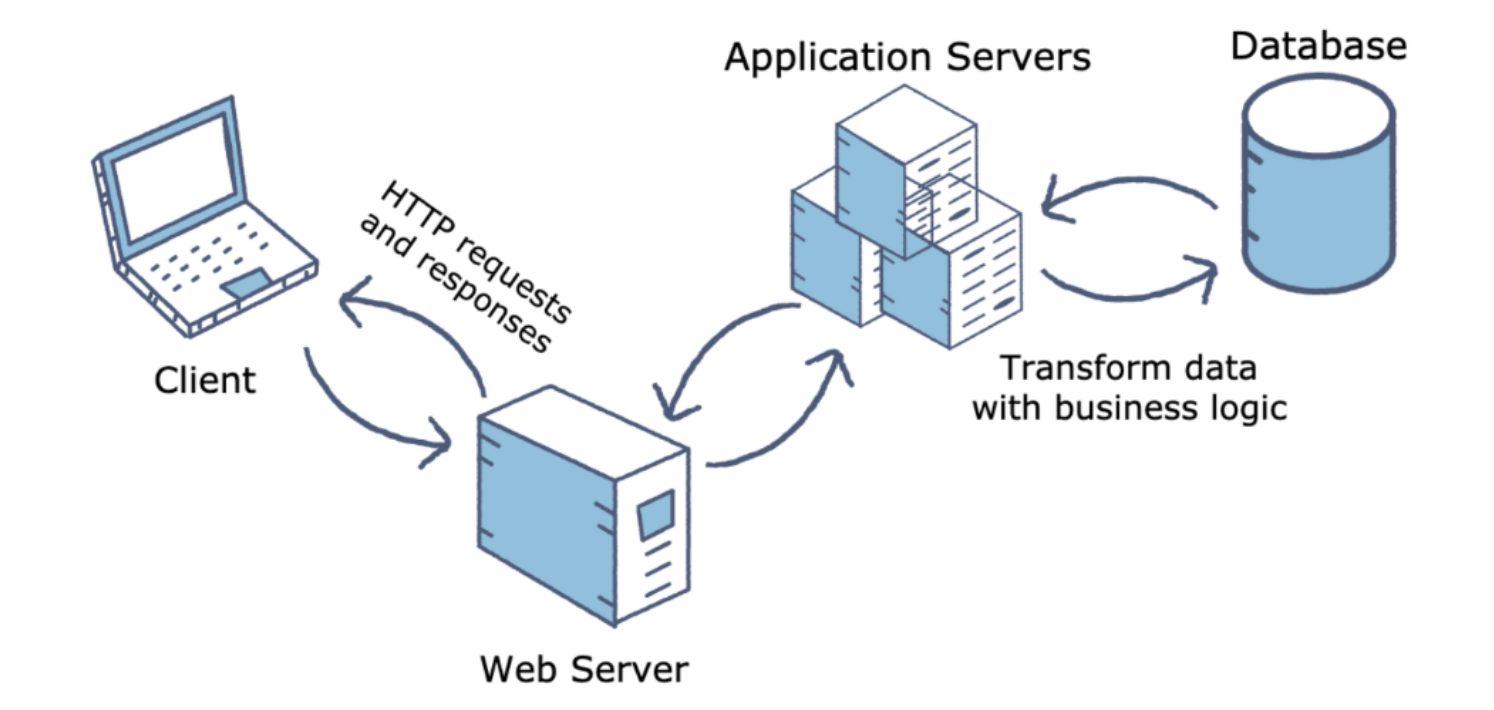 Application Servers
Database
HTTP requests
and responses
Client
Transform data
with business logic
Web Server